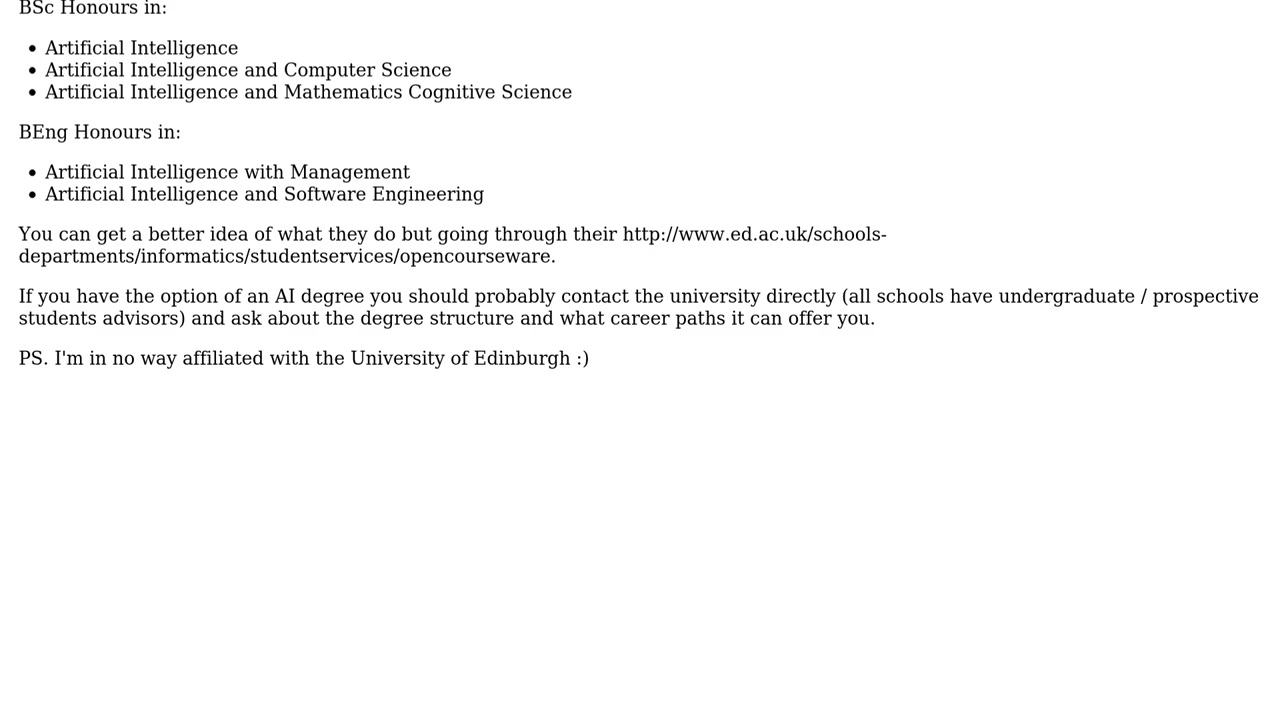 BSc Honours in:
• Artificial Intelligence
• Artificial Intelligence and Computer Science
• Artificial Intelligence and Mathematics Cognitive Science
BEng Honours in:
• Artificial Intelligence with Management
• Artificial Intelligence and Software Engineering
You can get a better idea of what they do but going through their http://www.ed.ac.uk/schools-
departments/informatics/studentservices/opencourseware.
If you have the option of an AI degree you should probably contact the university directly (all schools have undergraduate / prospective
students advisors) and ask about the degree structure and what career paths it can offer you.
PS. I'm in no way affiliated with the University of Edinburgh :)